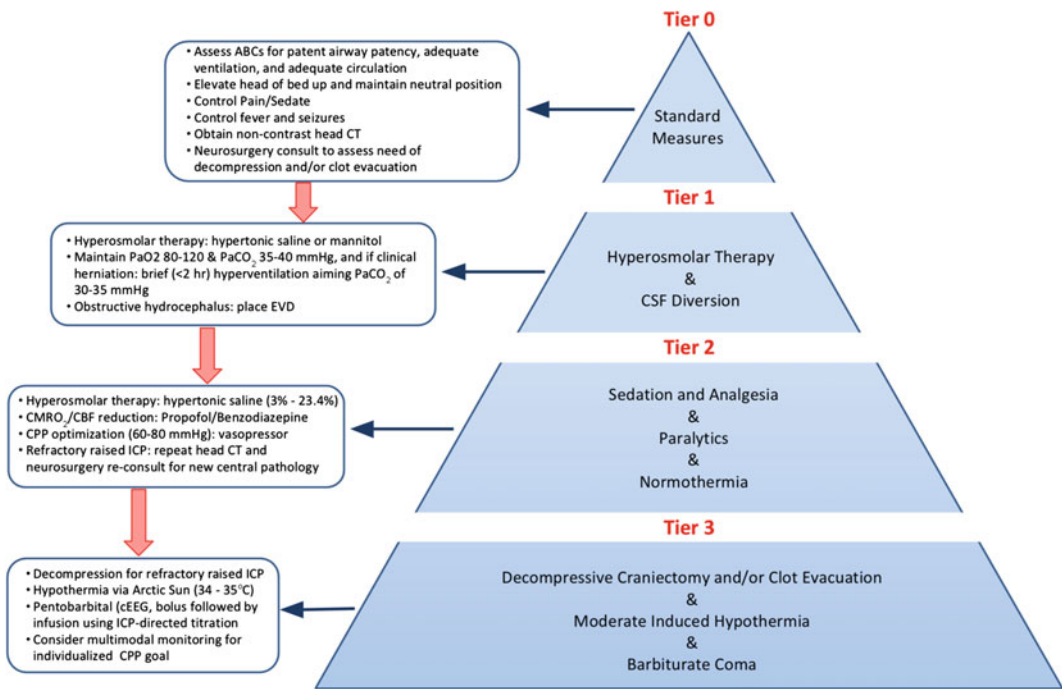 Tier 0
• Assess ABCs for patent airway patency, adequate
ventilation, and adequate circulation
• Elevate head of bed up and maintain neutral position
• Control Pain/Sedate
• Control fever and seizures
• Obtain non-contrast head CT
• Neurosurgery consult to assess need of
decompression and/or clot evacuation
Standard
Measures
Tier 1
• Hyperosmolar therapy: hypertonic saline or mannitol
• Maintain PaO2 80-120 & PaCO₂ 35-40 mmHg, and if clinical
herniation: brief (<2 hr) hyperventilation aiming PaCO₂ of
30-35 mmHg
• Obstructive hydrocephalus: place EVD
Hyperosmolar Therapy
&
CSF Diversion
Tier 2
• Hyperosmolar therapy: hypertonic saline (3% - 23.4%)
• CMRO₂/CBF reduction: Propofol/Benzodiazepine
• CPP optimization (60-80 mmHg): vasopressor
• Refractory raised ICP: repeat head CT and
neurosurgery re-consult for new central pathology
Sedation and Analgesia
&
Paralytics
&
Normothermia
Tier 3
• Decompression for refractory raised ICP
• Hypothermia via Arctic Sun (34 - 35°C)
• Pentobarbital (cEEG, bolus followed by
infusion using ICP-directed titration
• Consider multimodal monitoring for
individualized CPP goal
Decompressive Craniectomy and/or Clot Evacuation
&
Moderate Induced Hypothermia
&
Barbiturate Coma